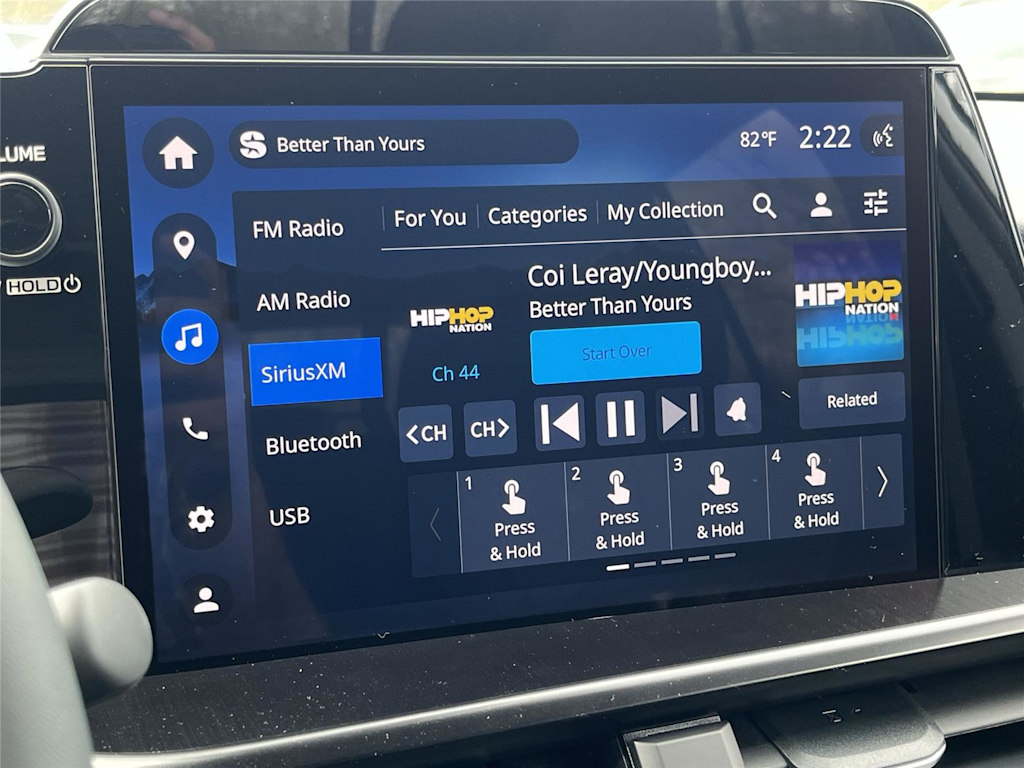 LUME
HOLD
Better Than Yours
82°F
2:22
FM Radio
AM Radio
SiriusXM
Bluetooth
USB
For You
Categories
My Collection
HIPHOP
NATION
Ch 44
Coi Leray/Youngboy...
Better Than Yours
Start Over
HIPHOP
NATION
Related
<CH
CH>
1
Press
& Hold
2
Press
& Hold
3
Press
& Hold
4
Press
& Hold